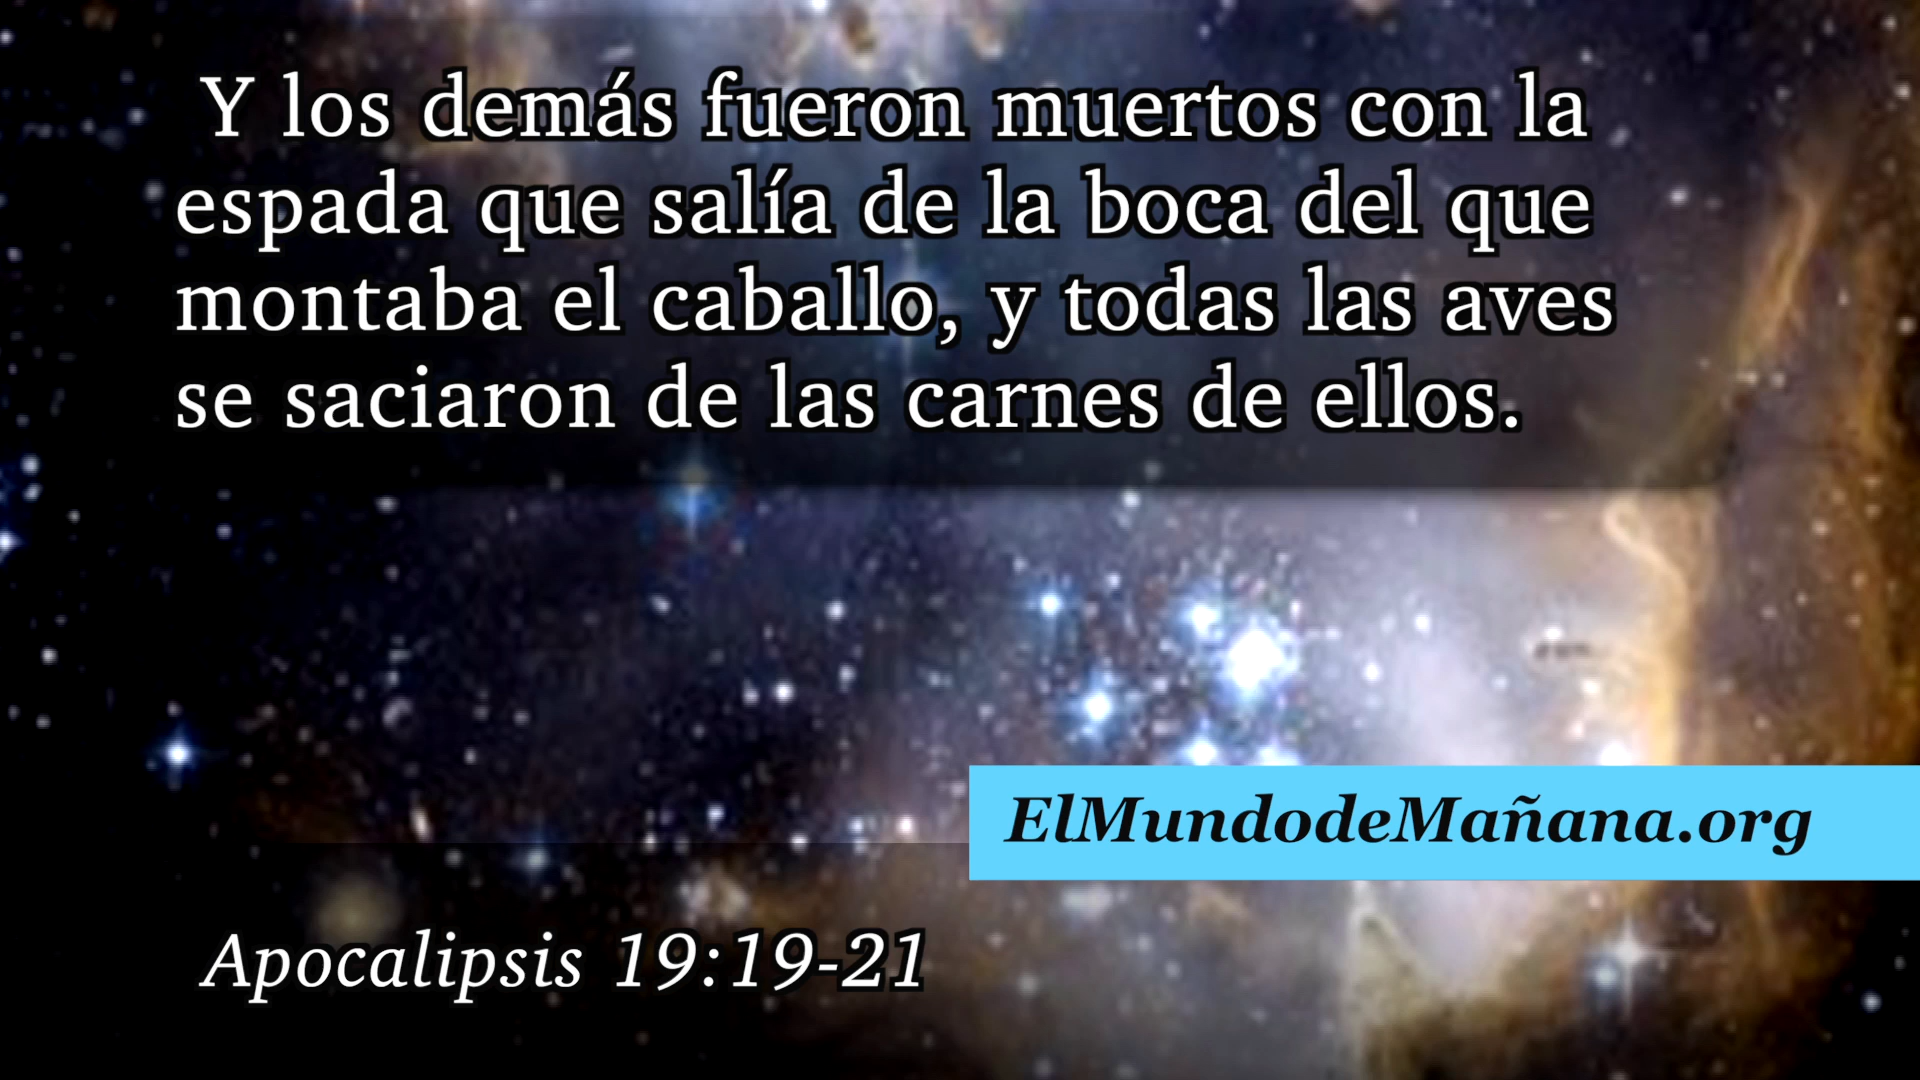 Y los demás fueron muertos con la
espada que salía de la boca del que
montaba el caballo, y todas las aves
se saciaron de las carnes de ellos.
ElMundodeMañana.org
Apocalipsis 19:19-21